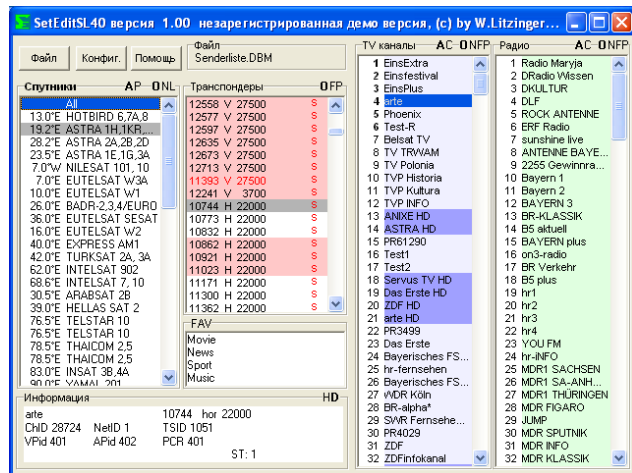 SetEditSL40 версия 1.00 незарегистрированная демо версия, (c) by W.Litzinger...
Файл
Конфиг.
Помощь
Файл
Senderliste.DBM
Спутники AP ONL
All
13.0°E HOTBIRD 6,7A,8
19.2°E ASTRA 1H,1KR,...
28.2°E ASTRA 2A,2B,2D
23.5°E ASTRA 1E,1G,3A
7.0°W NILESAT 101, 10
7.0°E EUTELSAT W3A
10.0°E EUTELSAT W1
26.0°E BADR-2,3,4/EURO
36.0°E EUTELSAT SESAT
16.0°E EUTELSAT W2
40.0°E EXPRESS AM1
42.0°E TURKSAT 2A, 3A
62.0°E INTELSAT 902
68.6°E INTELSAT 7, 10
30.5°E ARABSAT 2B
39.0°E HELLAS SAT 2
76.5°E TELSTAR 10
76.5°E TELSTAR 10
78.5°E THAICOM 2,5
78.5°E THAICOM 2,5
83.0°E INSAT 3B,4A
90.0°E YAMAL 201
Транспондеры OFP
12558 V 27500 S
12577 V 27500 S
12597 V 27500 S
12635 V 27500 S
12673 V 27500 S
12713 V 27500 S
11393 V 27500 S
12241 V 3700 S
10744 H 22000 S
10773 H 22000 S
10832 H 22000 S
10862 H 22000 S
10921 H 22000 S
11023 H 22000 S
11171 H 22000 S
11300 H 22000 S
11362 H 22000 S
FAV
Movie
News
Sport
Music
Информация HD-
arte 10744 hor 22000
ChID 28724 NetID 1 TSID 1051
VPid 401 APid 402 PCR 401
ST: 1
TV каналы AC ONFP
1 EinsExtra
2 Einsfestival
3 EinsPlus
4 arte
5 Phoenix
6 Test-R
7 Belsat TV
8 TV TRWAM
9 TV Polonia
10 TVP Historia
11 TVP Kultura
12 TVP INFO
13 ANIXE HD
14 ASTRA HD
15 PR61290
16 Test1
17 Test2
18 Servus TV HD
19 Das Erste HD
20 ZDF HD
21 arte HD
22 PR3499
23 Das Erste
24 Bayerisches FS...
25 hr-fernsehen
26 Bayerisches FS...
27 WDR Köln
28 BR-alpha*
29 SWR Fernsehe...
30 PR4029
31 ZDF
32 ZDFinfokanal
Радио AC ONFP
1 Radio Maryja
2 DRadio Wissen
3 DKULTUR
4 DLF
5 ROCK ANTENNE
6 ERF Radio
7 sunshine live
8 ANTENNE BAYE...
9 2255 Gewinnra...
10 Bayern 1
11 Bayern 2
12 BAYERN 3
13 BR-KLASSIK
14 B5 aktuell
15 BAYERN plus
16 on3-radio
17 BR Verkehr
18 B5 plus
19 hr1
20 hr2
21 hr3
22 hr4
23 YOU FM
24 hr-iNFO
25 MDR1 SACHSEN
26 MDR1 SA-ANH...
27 MDR1 THÜRINGEN
28 MDR FIGARO
29 JUMP
30 MDR SPUTNIK
31 MDR INFO
32 MDR KLASSIK